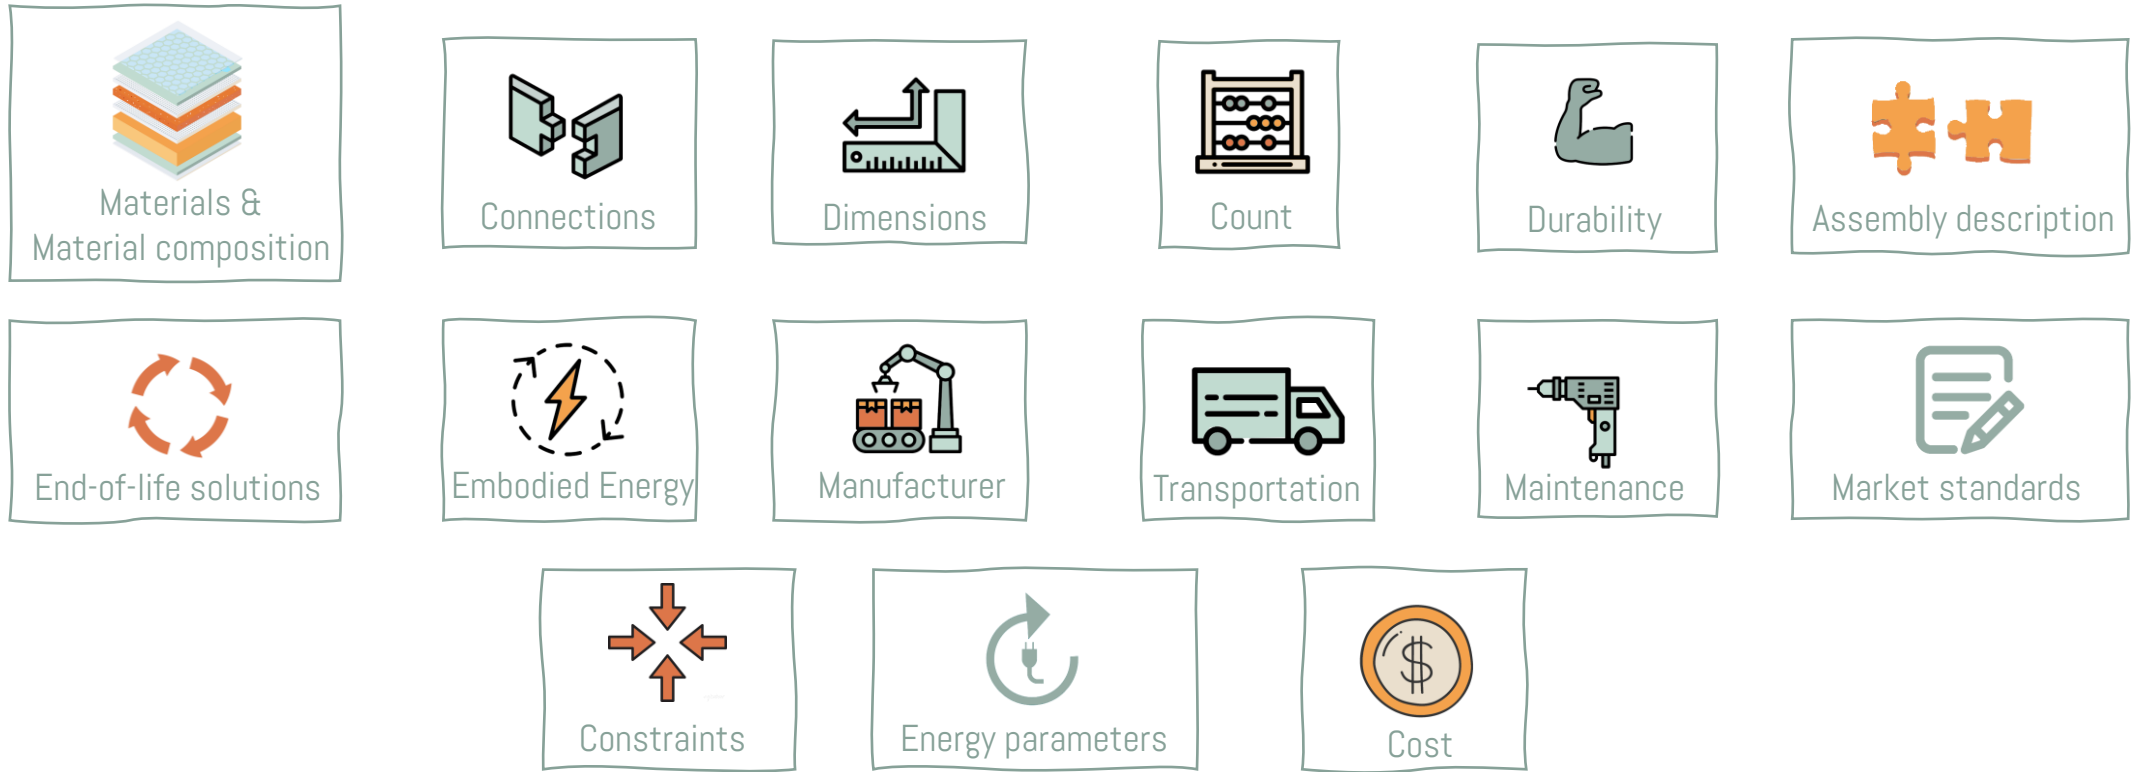 Materials &
Material composition
Connections
Dimensions
Count
Durability
Assembly description
End-of-life solutions
Embodied Energy
Manufacturer
Transportation
Maintenance
Market standards
Constraints
Energy parameters
$
Cost